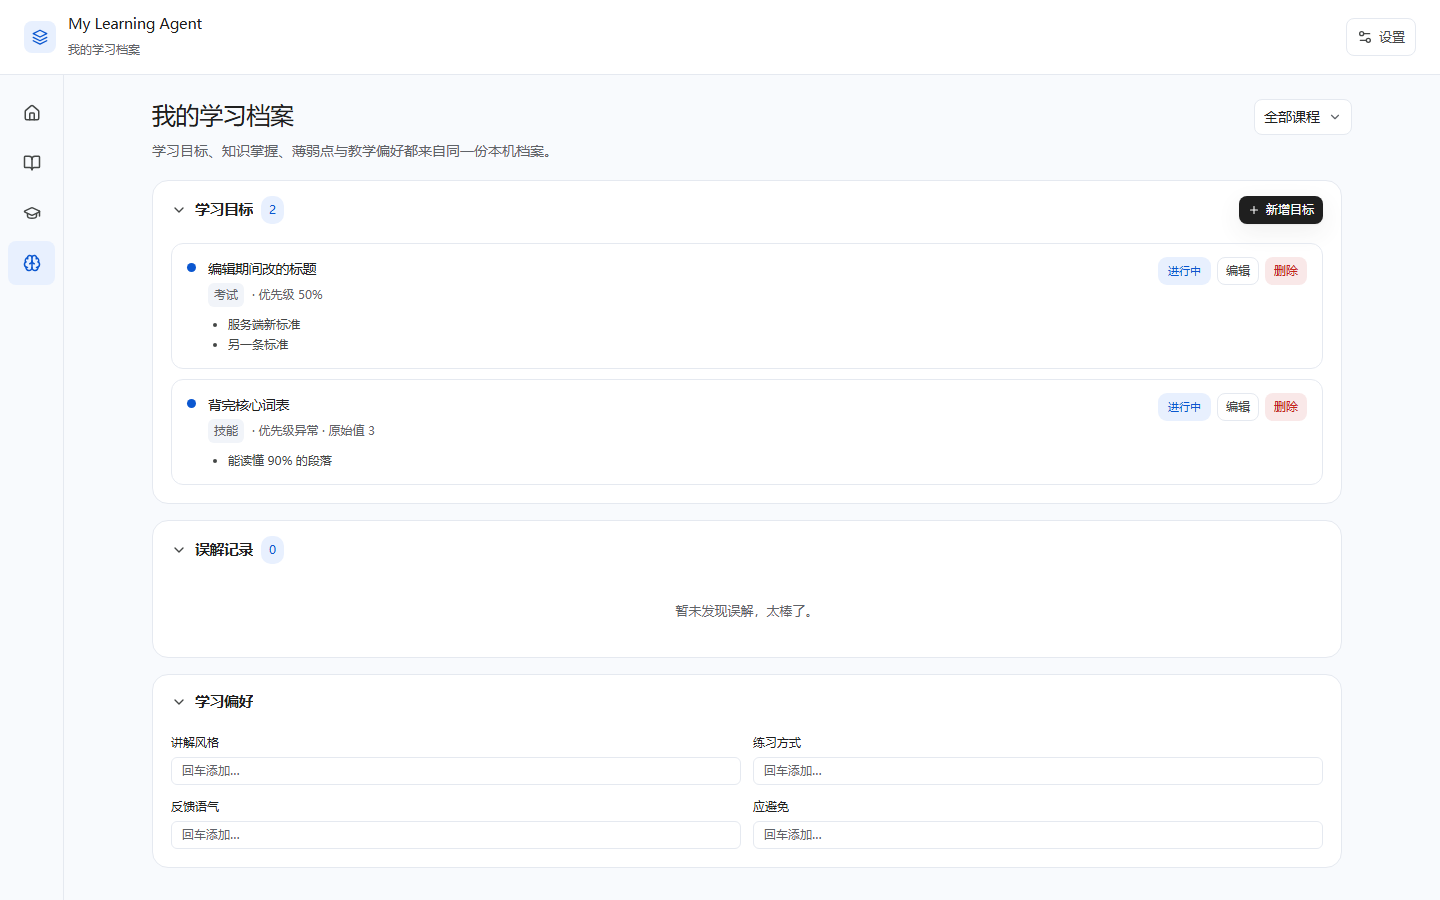 My Learning Agent
我的学习档案
设置
我的学习档案
全部课程
学习目标、知识掌握、薄弱点与教学偏好都来自同一份本机档案。
学习目标 2
+ 新增目标
编辑期间改的标题
进行中 编辑 删除
考试 · 优先级 50%
• 服务端新标准
• 另一条标准
背完核心词表
进行中 编辑 删除
技能 · 优先级异常 · 原始值 3
• 能读懂 90% 的段落
误解记录 0
暂未发现误解，太棒了。
学习偏好
讲解风格 练习方式
回车添加... 回车添加...
反馈语气 应避免
回车添加... 回车添加...